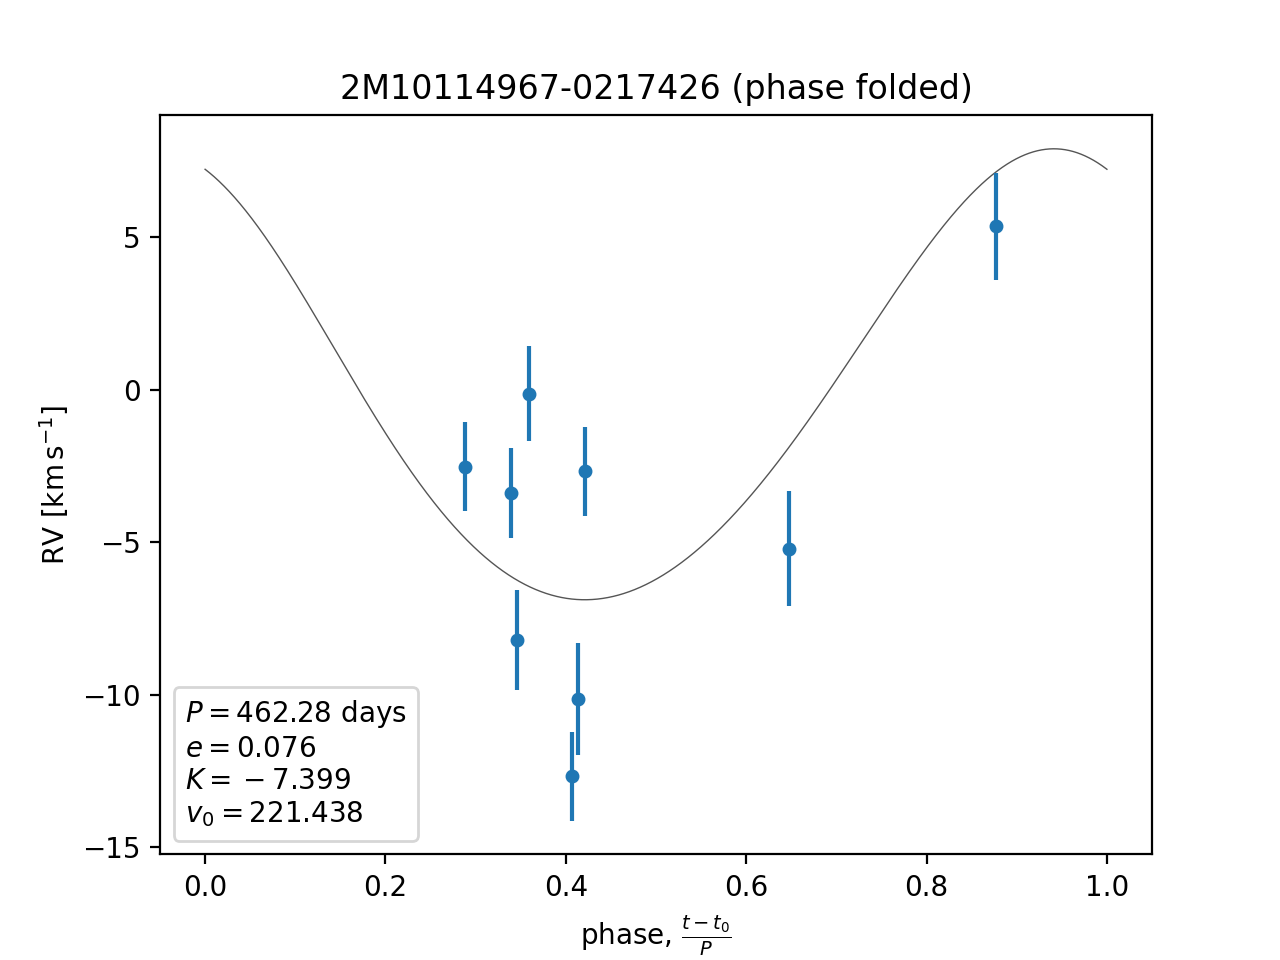 2M10114967-0217426 (phase folded)
RV [km s⁻¹]
5
0
−5
−10
−15
P = 462.28 days
e = 0.076
K = −7.399
v₀ = 221.438
0.0 0.2 0.4 0.6 0.8 1.0
phase, (t − t₀)/P